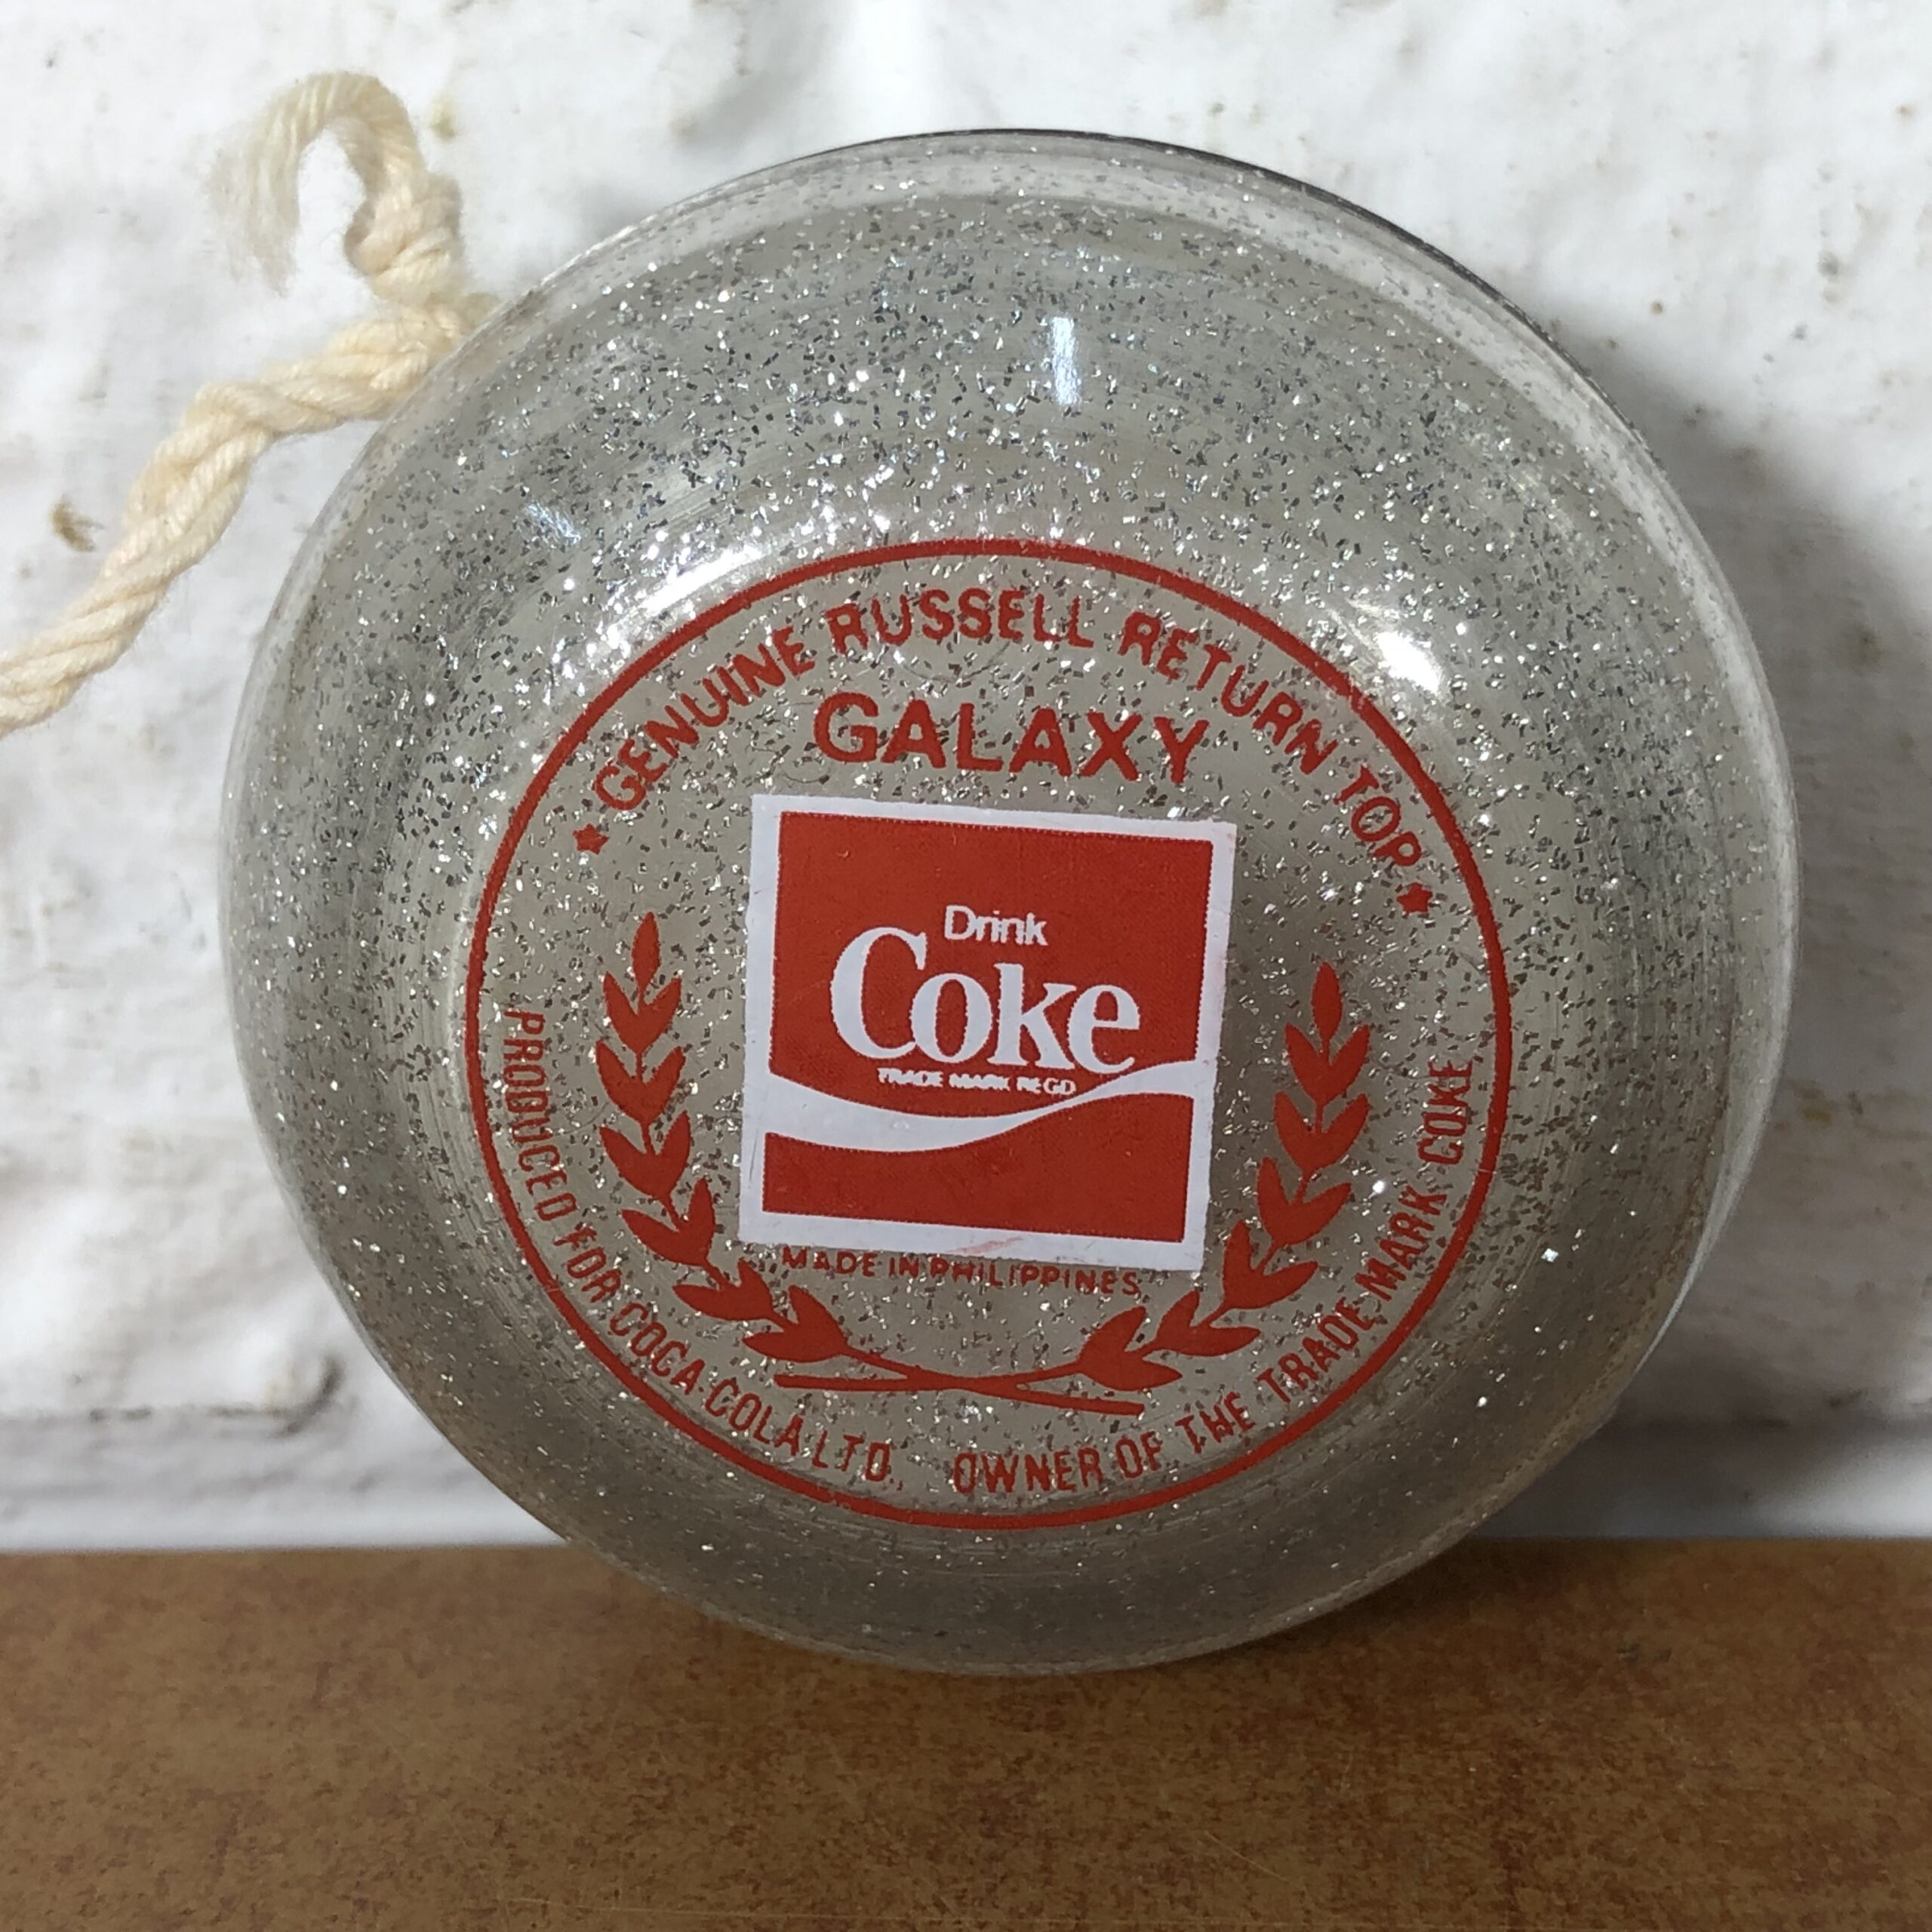 ★ GENUINE RUSSELL RETURN TOP ★
GALAXY
Drink
Coke
TRADE MARK REGD
MADE IN PHILIPPINES
PRODUCED FOR COCA-COLA LTD., OWNER OF THE TRADE MARK COKE